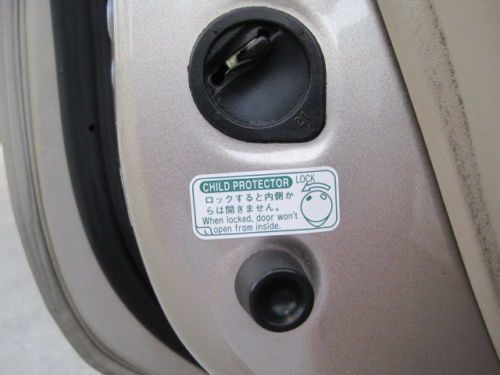 CHILD PROTECTOR LOCK
ロックすると内側か
らは開きません。
When locked, door won't
open from inside.
L